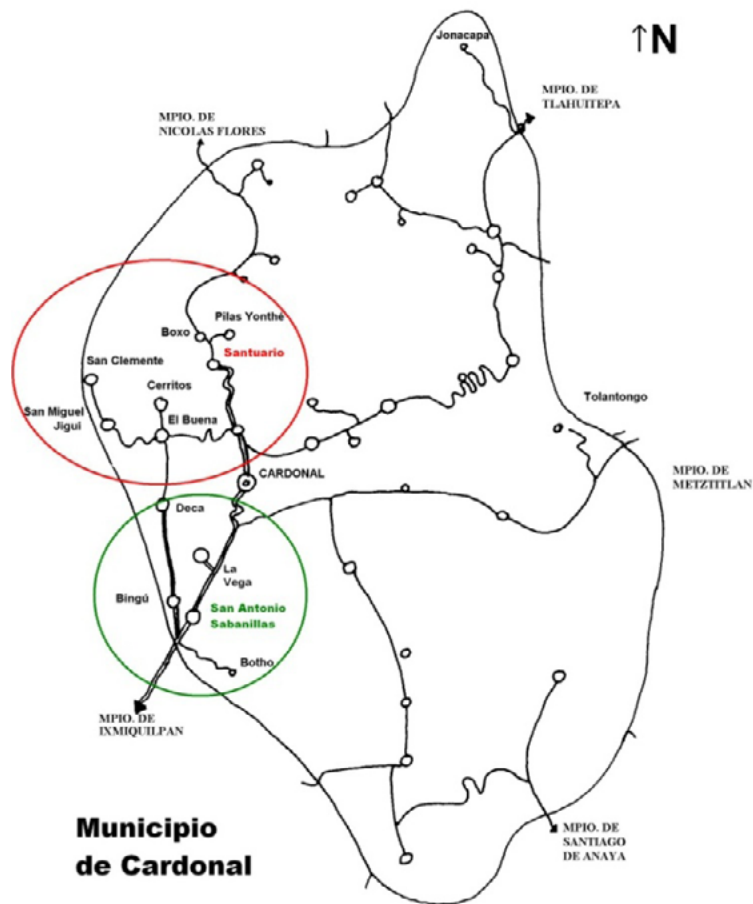 Jonacapa
↑N
MPIO. DE
TLAHUITEPA
MPIO. DE
NICOLAS FLORES
Pilas Yonthé
Boxo
Santuario
San Clemente
Cerritos
San Miguel
Jigui
El Buena
Tolantongo
CARDONAL
MPIO. DE
METZTITLAN
Deca
La
Vega
Bingú
San Antonio
Sabanillas
Botho
MPIO. DE
IXMIQUILPAN
Municipio
de Cardonal
MPIO. DE
SANTIAGO
DE ANAYA